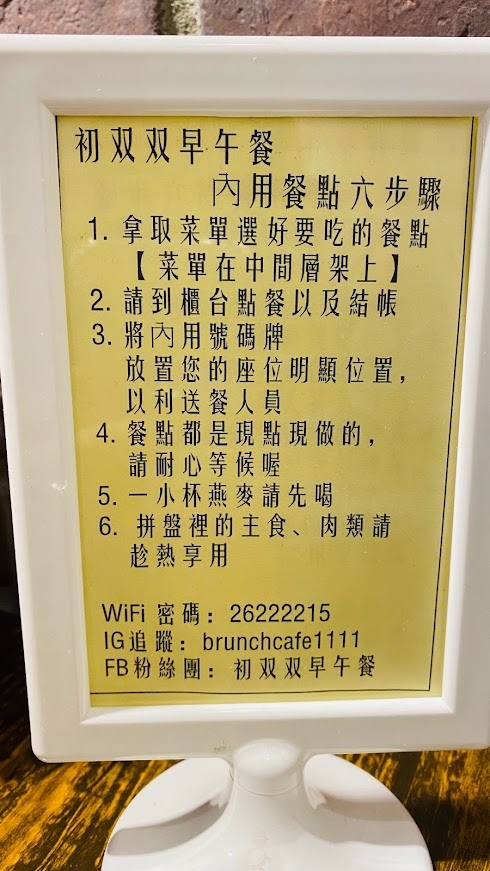 初双双早午餐
內用餐點六步驟
1. 拿取菜單選好要吃的餐點
【菜單在中間層架上】
2. 請到櫃台點餐以及結帳
3. 將內用號碼牌
放置您的座位明顯位置，
以利送餐人員
4. 餐點都是現點現做的，
請耐心等候喔
5. 一小杯燕麥請先喝
6. 拼盤裡的主食、肉類請
趁熱享用
WiFi 密碼：26222215
IG追蹤：brunchcafe1111
FB粉絲團：初双双早午餐